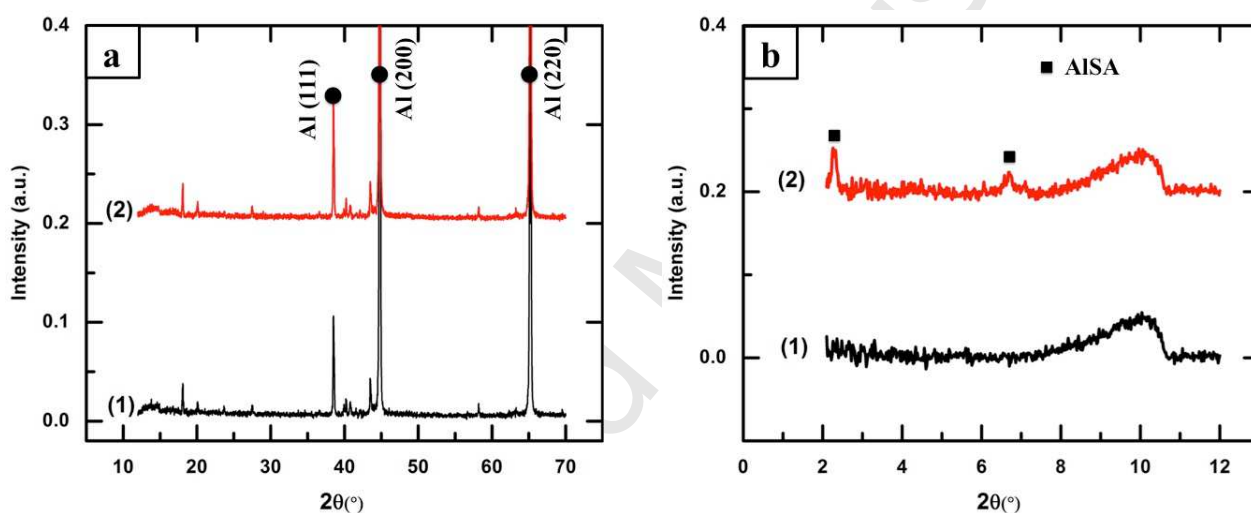 a
Al (111)
Al (200)
Al (220)
(2)
(1)
0.4
0.3
0.2
0.1
0.0
Intensity (a.u.)
10 20 30 40 50 60 70
2θ(°)
b
■ AlSA
(2)
(1)
0.4
0.2
0.0
Intensity (a.u.)
0 2 4 6 8 10 12
2θ(°)